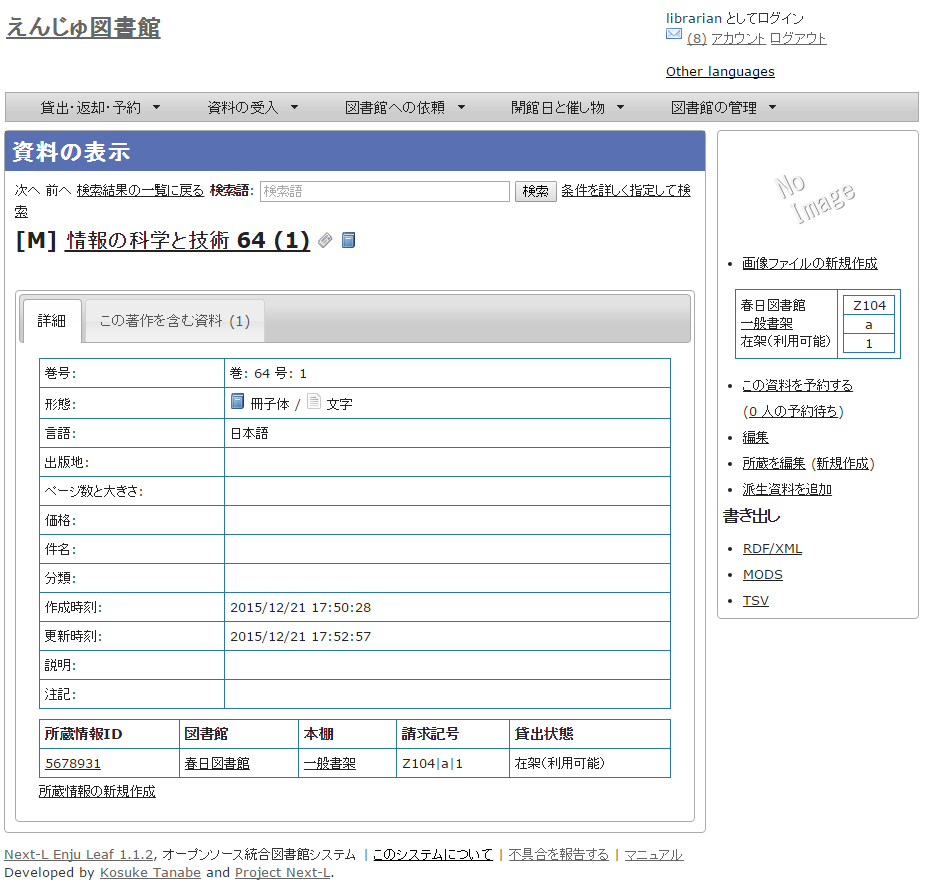 えんじゅ図書館
librarian としてログイン
(8) アカウント ログアウト
Other languages
貸出・返却・予約 ▼ 資料の受入 ▼ 図書館への依頼 ▼ 開館日と催し物 ▼ 図書館の管理 ▼
資料の表示
次へ 前へ 検索結果の一覧に戻る 検索語: 検索語 検索 条件を詳しく指定して検
索
[M] 情報の科学と技術 64 (1)
詳細 この著作を含む資料 (1)
巻号: 巻: 64 号: 1
形態: 冊子体 / 文字
言語: 日本語
出版地:
ページ数と大きさ:
価格:
件名:
分類:
作成時刻: 2015/12/21 17:50:28
更新時刻: 2015/12/21 17:52:57
説明:
注記:
所蔵情報ID 図書館 本棚 請求記号 貸出状態
5678931 春日図書館 一般書架 Z104|a|1 在架(利用可能)
所蔵情報の新規作成
No
Image
• 画像ファイルの新規作成
春日図書館
一般書架
在架(利用可能)
Z104
a
1
• この資料を予約する
(0 人の予約待ち)
• 編集
• 所蔵を編集 (新規作成)
• 派生資料を追加
書き出し
• RDF/XML
• MODS
• TSV
Next-L Enju Leaf 1.1.2, オープンソース統合図書館システム | このシステムについて | 不具合を報告する | マニュアル
Developed by Kosuke Tanabe and Project Next-L.